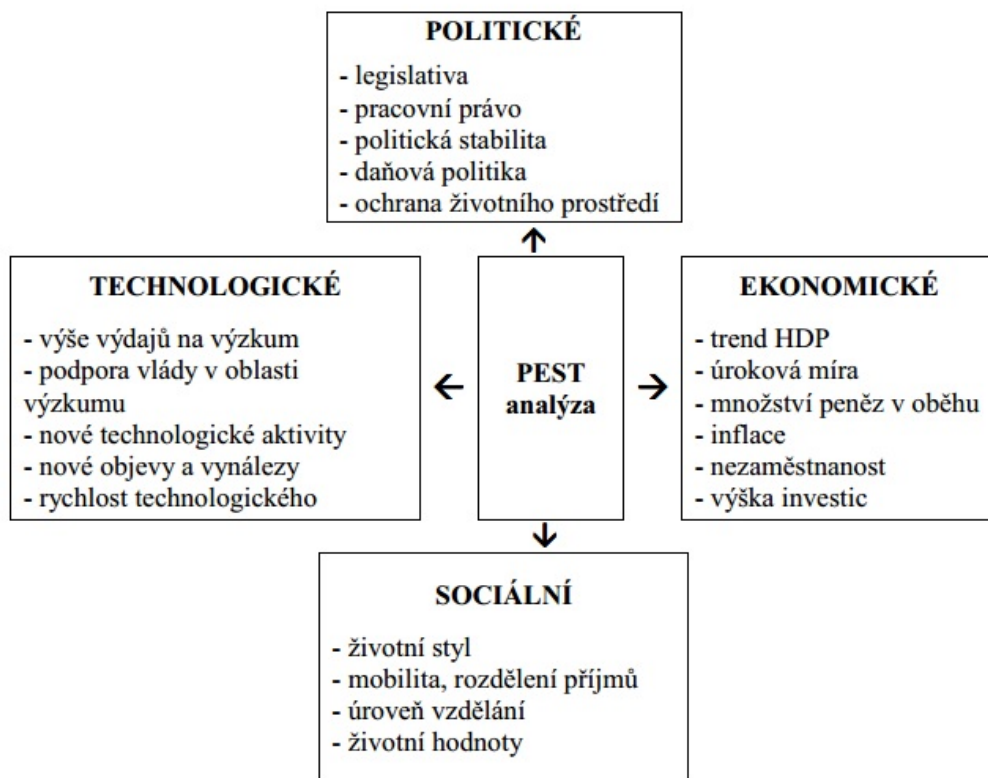 POLITICKÉ
- legislativa
- pracovní právo
- politická stabilita
- daňová politika
- ochrana životního prostředí
TECHNOLOGICKÉ
- výše výdajů na výzkum
- podpora vlády v oblasti
výzkumu
- nové technologické aktivity
- nové objevy a vynálezy
- rychlost technologického
PEST
analýza
EKONOMICKÉ
- trend HDP
- úroková míra
- množství peněz v oběhu
- inflace
- nezaměstnanost
- výška investic
SOCIÁLNÍ
- životní styl
- mobilita, rozdělení příjmů
- úroveň vzdělání
- životní hodnoty